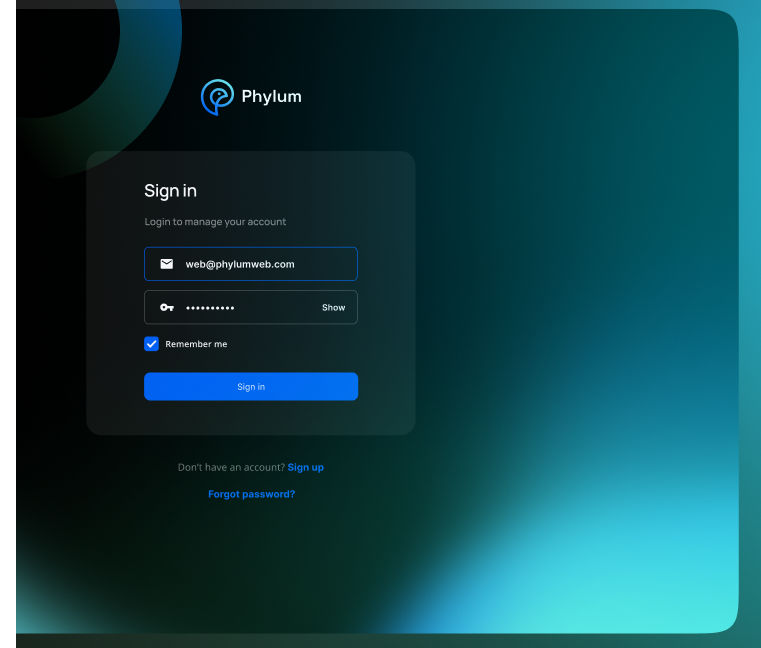 Phylum
Sign in
Login to manage your account
web@phylumweb.com
•••••••••• Show
Remember me
Sign in
Don't have an account? Sign up
Forgot password?